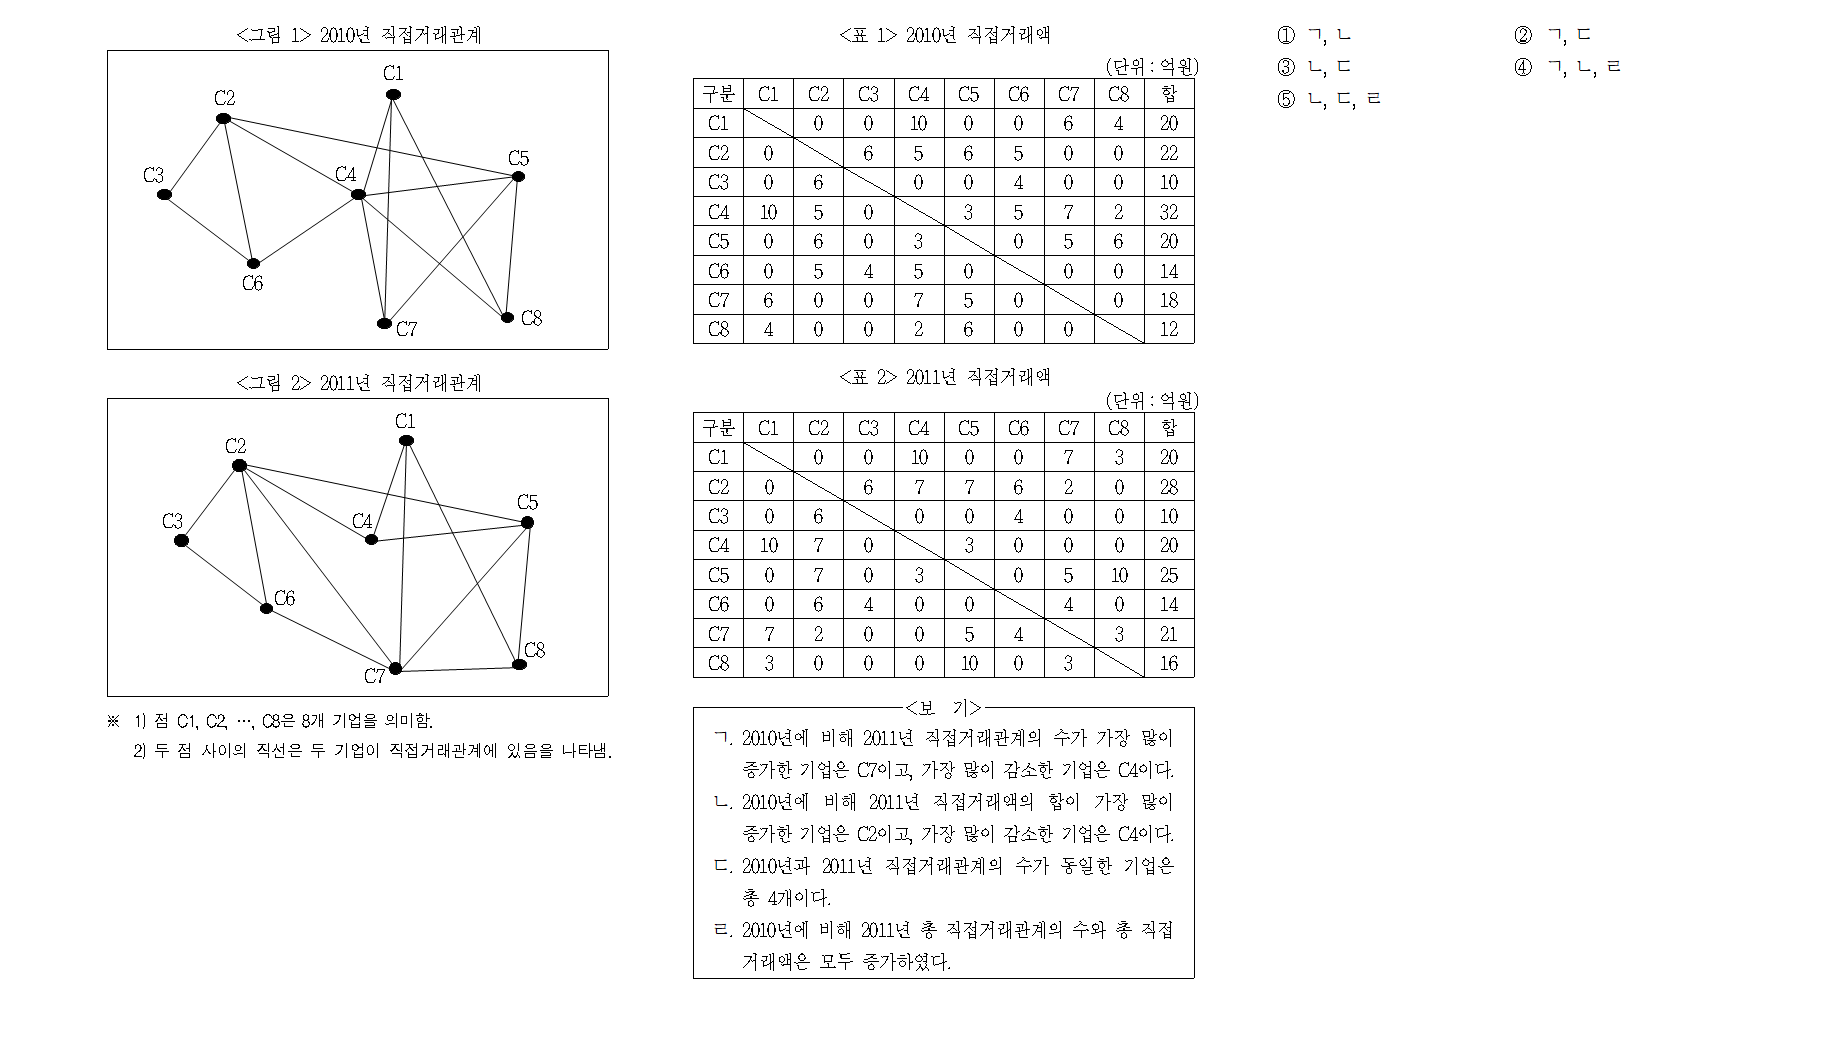 <그림 1> 2010년 직접거래관계
C1
C2
C5
C3
C4
C6
C7
C8
<그림 2> 2011년 직접거래관계
C1
C2
C5
C3
C4
C6
C8
C7
※ 1) 점 C1, C2, …, C8은 8개 기업을 의미함.
2) 두 점 사이의 직선은 두 기업이 직접거래관계에 있음을 나타냄.
<표 1> 2010년 직접거래액
(단위 : 억원)
구분 C1 C2 C3 C4 C5 C6 C7 C8 합
C1 0 0 10 0 0 6 4 20
C2 0 6 5 6 5 0 0 22
C3 0 6 0 0 4 0 0 10
C4 10 5 0 3 5 7 2 32
C5 0 6 0 3 0 5 6 20
C6 0 5 4 5 0 0 0 14
C7 6 0 0 7 5 0 0 18
C8 4 0 0 2 6 0 0 12
<표 2> 2011년 직접거래액
(단위 : 억원)
구분 C1 C2 C3 C4 C5 C6 C7 C8 합
C1 0 0 10 0 0 7 3 20
C2 0 6 7 7 6 2 0 28
C3 0 6 0 0 4 0 0 10
C4 10 7 0 3 0 0 0 20
C5 0 7 0 3 0 5 10 25
C6 0 6 4 0 0 4 0 14
C7 7 2 0 0 5 4 3 21
C8 3 0 0 0 10 0 3 16
<보 기>
ㄱ. 2010년에 비해 2011년 직접거래관계의 수가 가장 많이
증가한 기업은 C7이고, 가장 많이 감소한 기업은 C4이다.
ㄴ. 2010년에 비해 2011년 직접거래액의 합이 가장 많이
증가한 기업은 C2이고, 가장 많이 감소한 기업은 C4이다.
ㄷ. 2010년과 2011년 직접거래관계의 수가 동일한 기업은
총 4개이다.
ㄹ. 2010년에 비해 2011년 총 직접거래관계의 수와 총 직접
거래액은 모두 증가하였다.
① ㄱ, ㄴ ② ㄱ, ㄷ
③ ㄴ, ㄷ ④ ㄱ, ㄴ, ㄹ
⑤ ㄴ, ㄷ, ㄹ